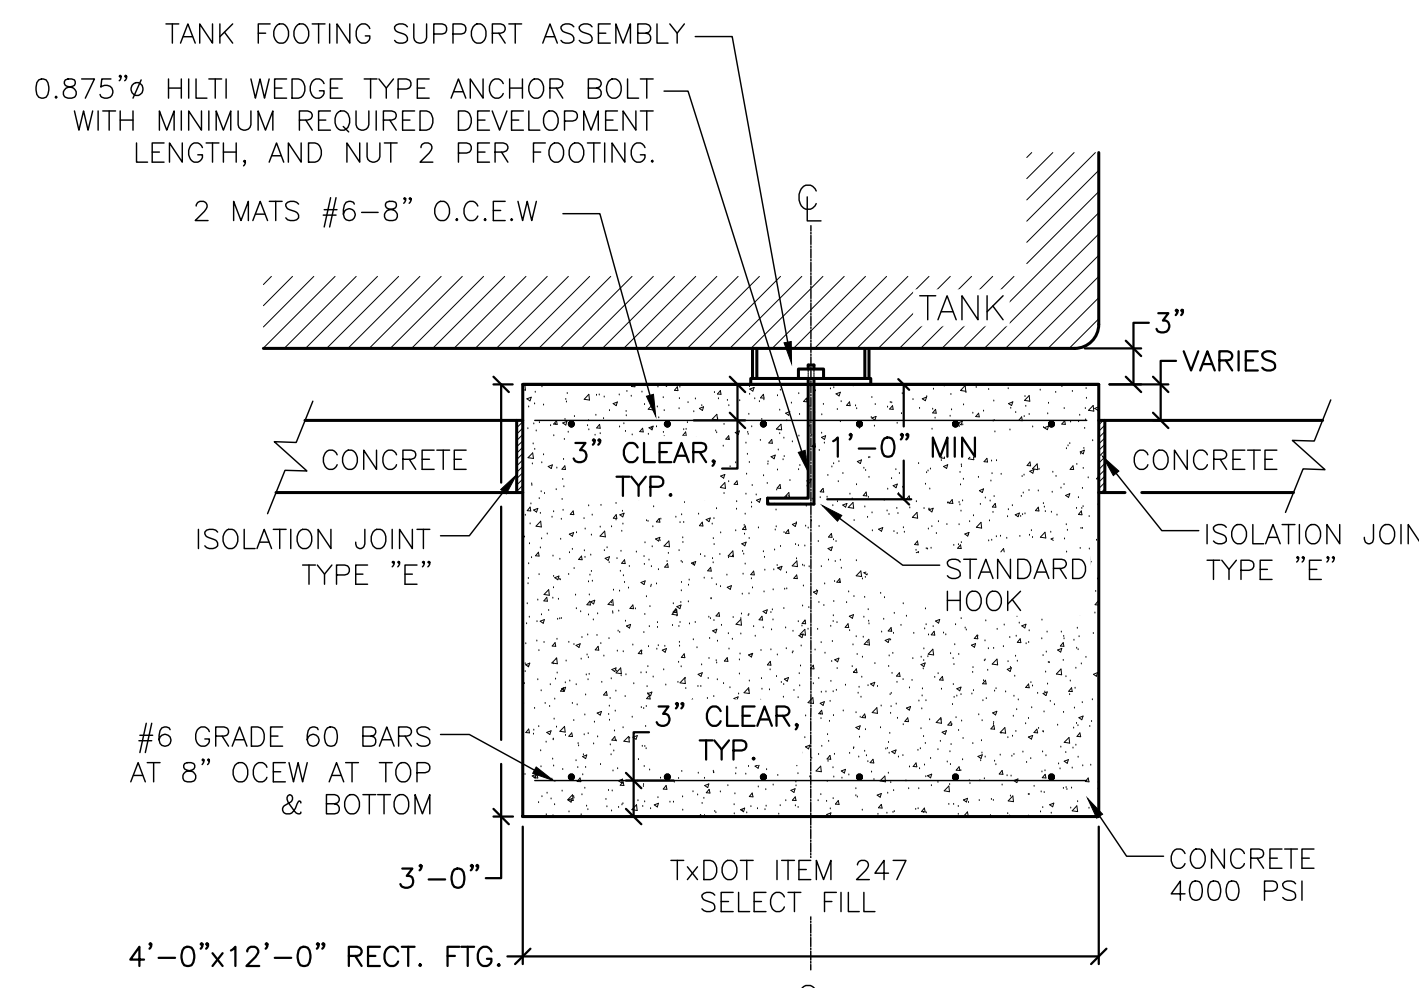 TANK FOOTING SUPPORT ASSEMBLY
0.875"ø HILTI WEDGE TYPE ANCHOR BOLT
WITH MINIMUM REQUIRED DEVELOPMENT
LENGTH, AND NUT 2 PER FOOTING.
2 MATS #6-8" O.C.E.W
℄
TANK
3"
VARIES
3" CLEAR,
TYP.
1'-0" MIN
CONCRETE
CONCRETE
ISOLATION JOINT
TYPE "E"
ISOLATION JOIN
TYPE "E"
STANDARD
HOOK
#6 GRADE 60 BARS
AT 8" OCEW AT TOP
& BOTTOM
3" CLEAR,
TYP.
3'-0"
TxDOT ITEM 247
SELECT FILL
CONCRETE
4000 PSI
4'-0"x12'-0" RECT. FTG.